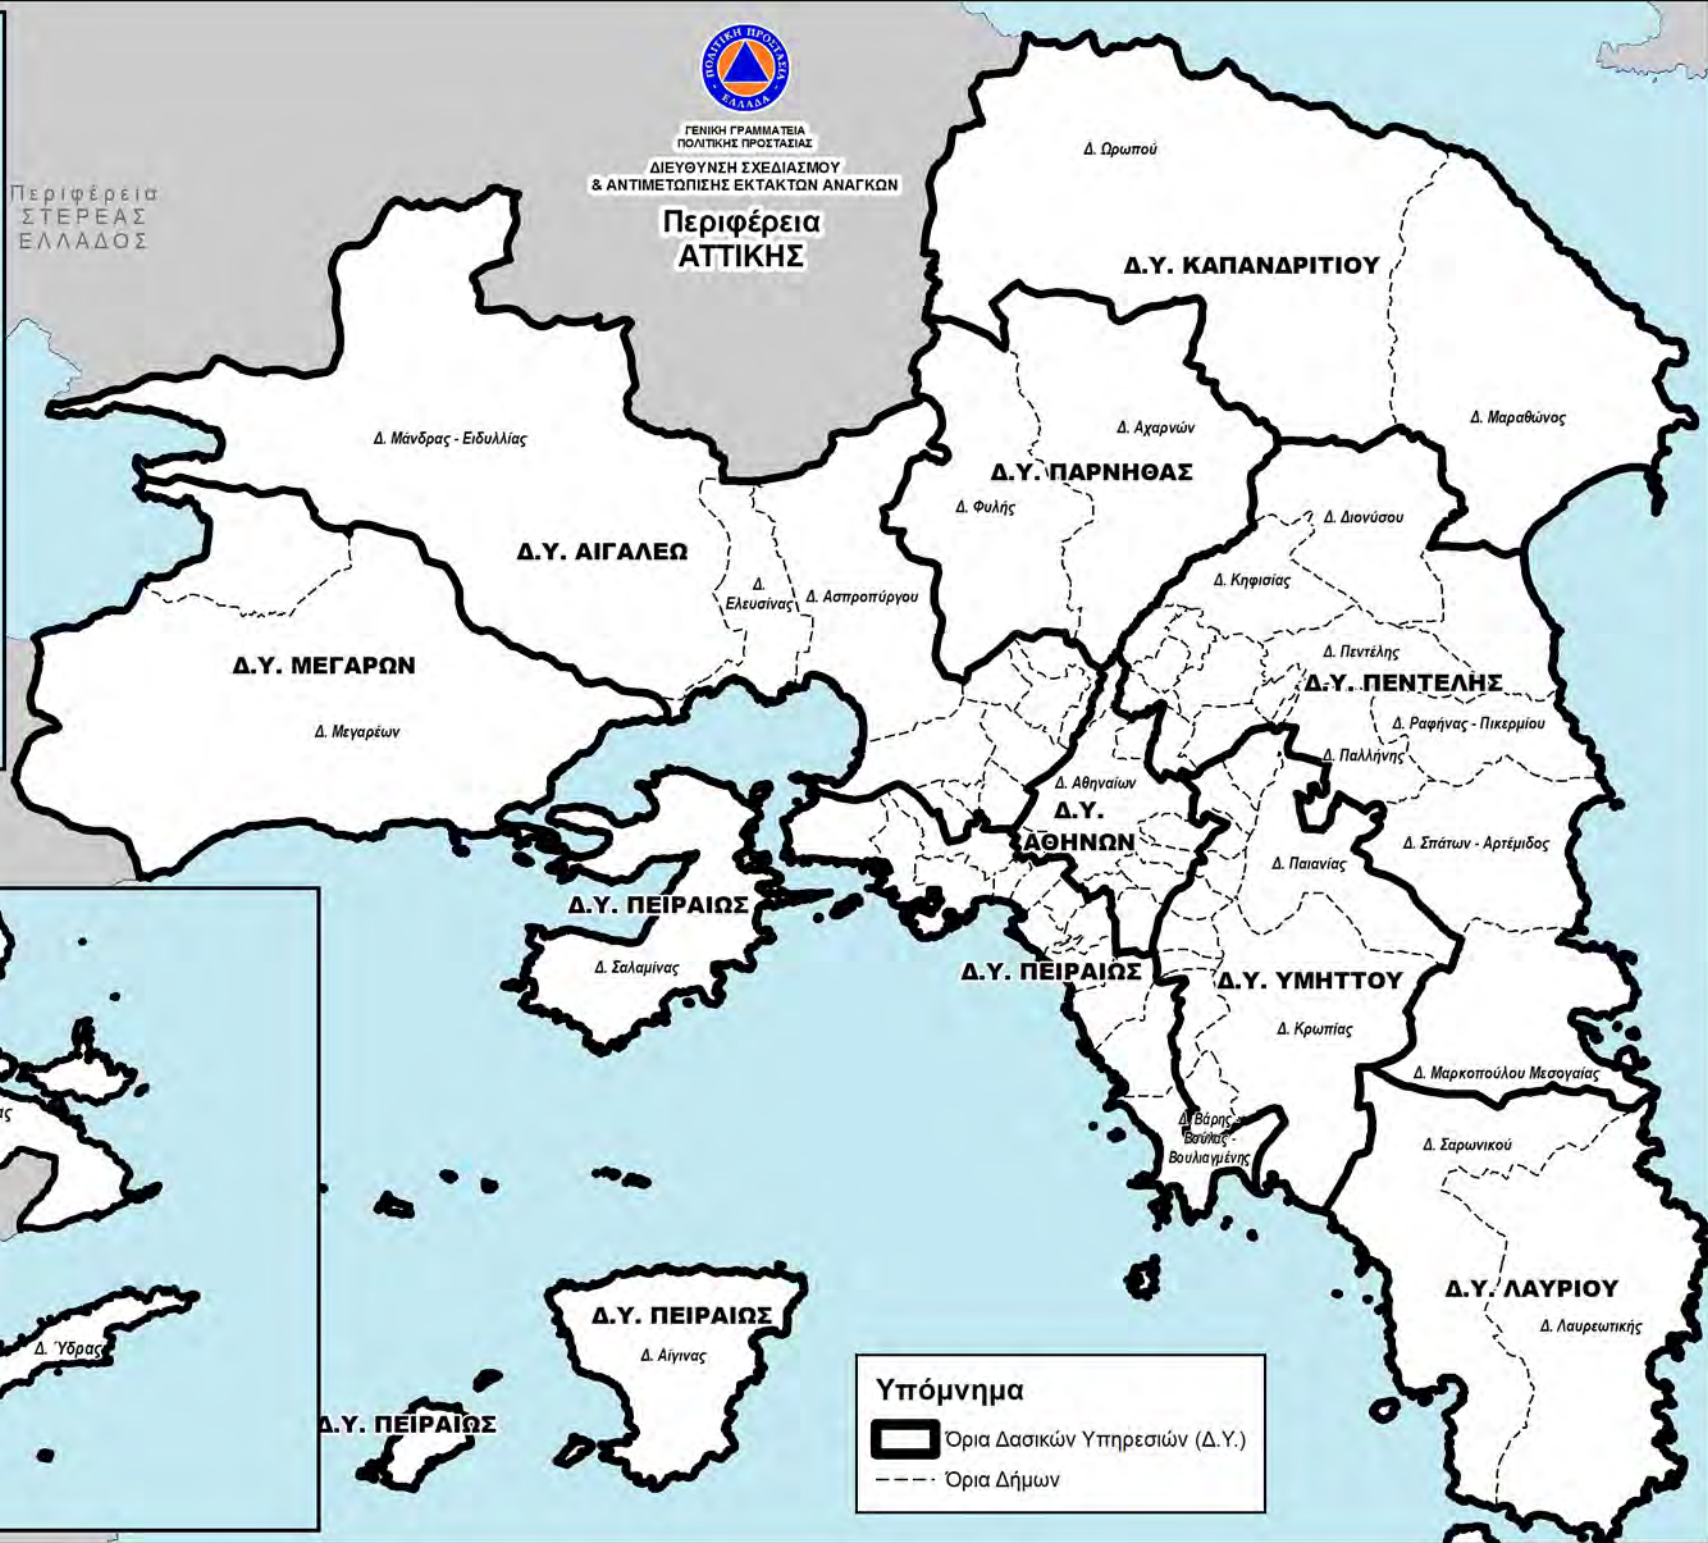 ΠΟΛΙΤΙΚΗ ΠΡΟΣΤΑΣΙΑ
ΕΛΛΑΔΑ
ΓΕΝΙΚΗ ΓΡΑΜΜΑΤΕΙΑ
ΠΟΛΙΤΙΚΗΣ ΠΡΟΣΤΑΣΙΑΣ
ΔΙΕΥΘΥΝΣΗ ΣΧΕΔΙΑΣΜΟΥ
& ΑΝΤΙΜΕΤΩΠΙΣΗΣ ΕΚΤΑΚΤΩΝ ΑΝΑΓΚΩΝ
Περιφέρεια
ΑΤΤΙΚΗΣ
Περιφέρεια
ΣΤΕΡΕΑΣ
ΕΛΛΑΔΟΣ
Δ. Ωρωπού
Δ.Υ. ΚΑΠΑΝΔΡΙΤΙΟΥ
Δ. Μαραθώνος
Δ. Μάνδρας - Ειδυλλίας
Δ. Αχαρνών
Δ.Υ. ΠΑΡΝΗΘΑΣ
Δ. Φυλής
Δ. Διονύσου
Δ.Υ. ΑΙΓΑΛΕΩ
Δ. Κηφισίας
Δ.
Ελευσίνας
Δ. Ασπροπύργου
Δ.Υ. ΜΕΓΑΡΩΝ
Δ. Πεντέλης
Δ.Υ. ΠΕΝΤΕΛΗΣ
Δ. Μεγαρέων
Δ. Ραφήνας - Πικερμίου
Δ. Παλλήνης
Δ. Αθηναίων
Δ.Υ.
ΑΘΗΝΩΝ
Δ. Σπάτων - Αρτέμιδος
Δ. Παιανίας
Δ.Υ. ΠΕΙΡΑΙΩΣ
Δ. Σαλαμίνας
Δ.Υ. ΠΕΙΡΑΙΩΣ
Δ.Υ. ΥΜΗΤΤΟΥ
Δ. Κρωπίας
Δ. Μαρκοπούλου Μεσογαίας
Δ. Βάρης -
Βούλας -
Βουλιαγμένης
Δ. Σαρωνικού
Δ.Υ. ΛΑΥΡΙΟΥ
Δ. Λαυρεωτικής
Δ.Υ. ΠΕΙΡΑΙΩΣ
Δ. Αίγινας
Δ. Ύδρας
Δ.Υ. ΠΕΙΡΑΙΩΣ
Υπόμνημα
Όρια Δασικών Υπηρεσιών (Δ.Υ.)
Όρια Δήμων